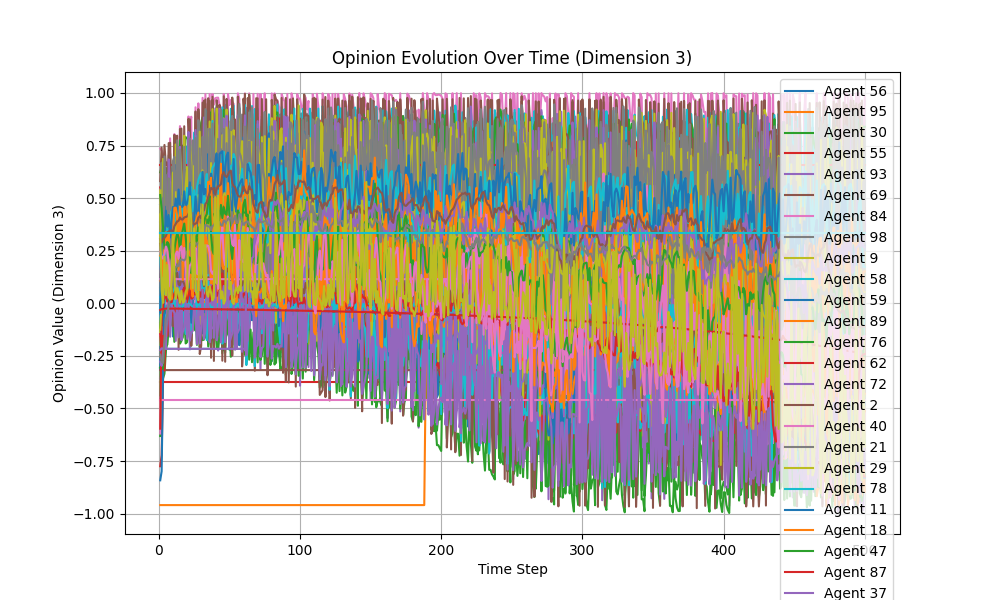 Opinion Evolution Over Time (Dimension 3)
Opinion Value (Dimension 3)
1.00
0.75
0.50
0.25
0.00
−0.25
−0.50
−0.75
−1.00
0
100
200
300
400
Time Step
Agent 56
Agent 95
Agent 30
Agent 55
Agent 93
Agent 69
Agent 84
Agent 98
Agent 9
Agent 58
Agent 59
Agent 89
Agent 76
Agent 62
Agent 72
Agent 2
Agent 40
Agent 21
Agent 29
Agent 78
Agent 11
Agent 18
Agent 47
Agent 87
Agent 37